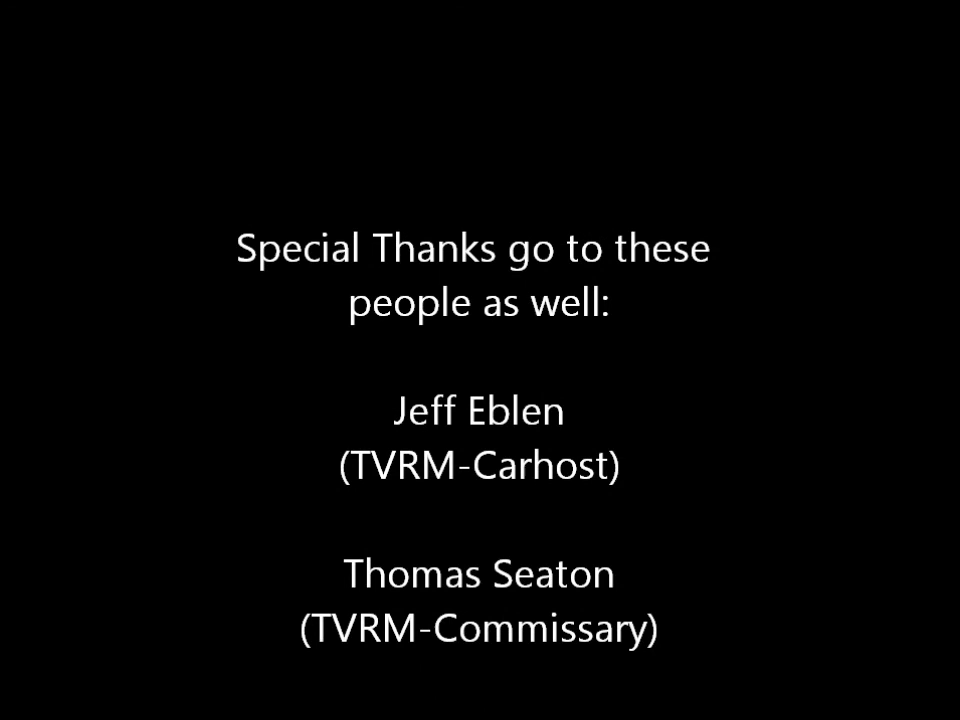 Special Thanks go to these
people as well:
Jeff Eblen
(TVRM-Carhost)
Thomas Seaton
(TVRM-Commissary)